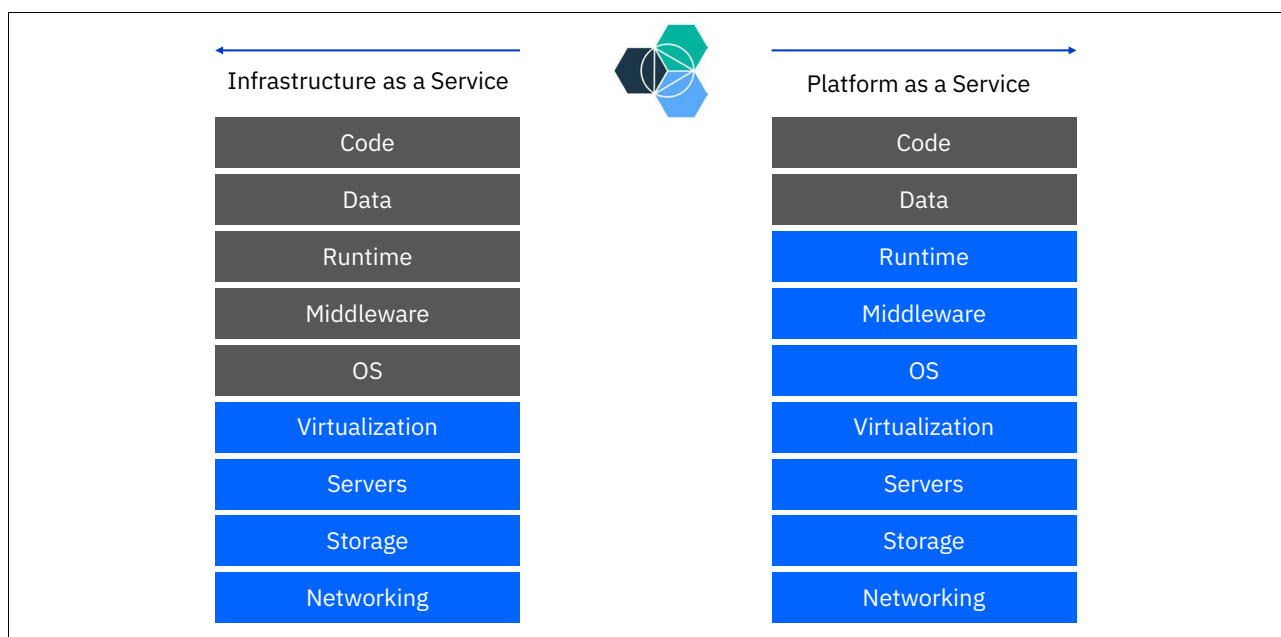 Infrastructure as a Service
Code
Data
Runtime
Middleware
OS
Virtualization
Servers
Storage
Networking
Platform as a Service
Code
Data
Runtime
Middleware
OS
Virtualization
Servers
Storage
Networking